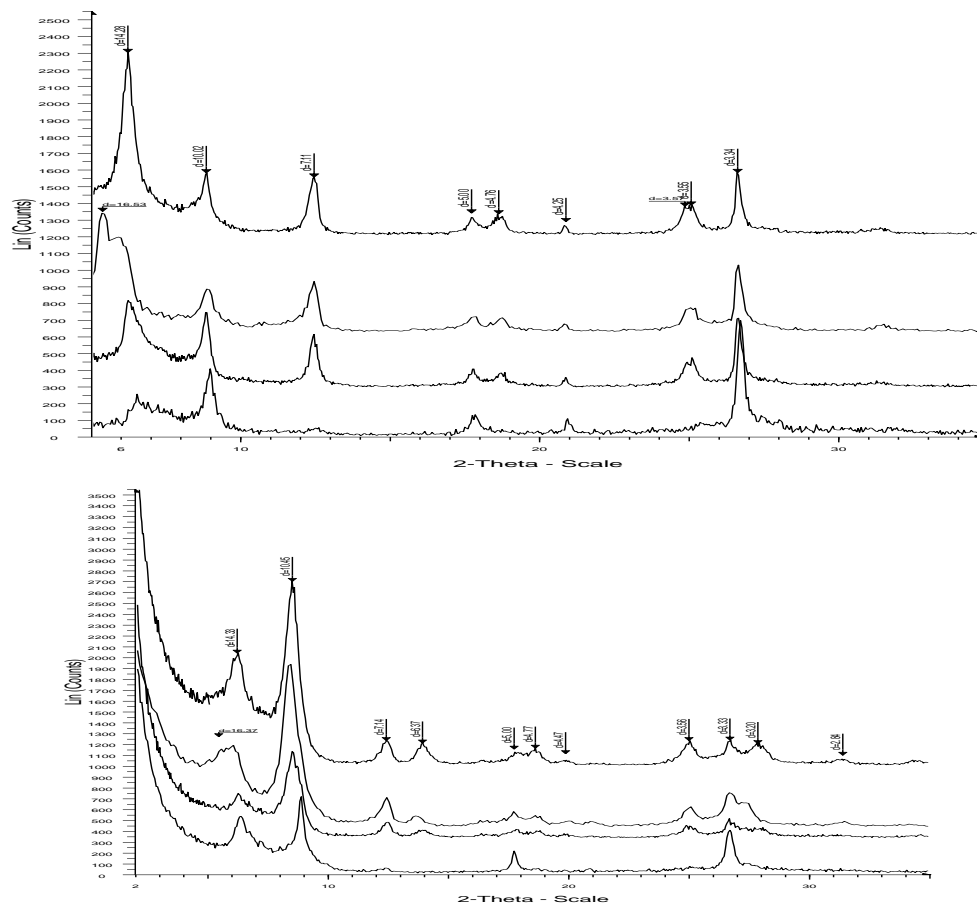 Lin (Counts)
2500
2400
2300
2200
2100
2000
1900
1800
1700
1600
1500
1400
1300
1200
1100
1000
900
800
700
600
500
400
300
200
100
0
d=14.28
d=16.53
d=10.02
d=7.11
d=5.00
d=4.76
d=4.25
d=3.55
d=3.34
6
10
20
30
2-Theta - Scale
Lin (Counts)
3500
3400
3300
3200
3100
3000
2900
2800
2700
2600
2500
2400
2300
2200
2100
2000
1900
1800
1700
1600
1500
1400
1300
1200
1100
1000
900
800
700
600
500
400
300
200
100
0
d=14.33
d=16.37
d=10.45
d=7.14
d=6.37
d=5.00
d=4.77
d=4.47
d=3.56
d=3.33
d=3.20
d=2.84
2
10
20
30
2-Theta - Scale